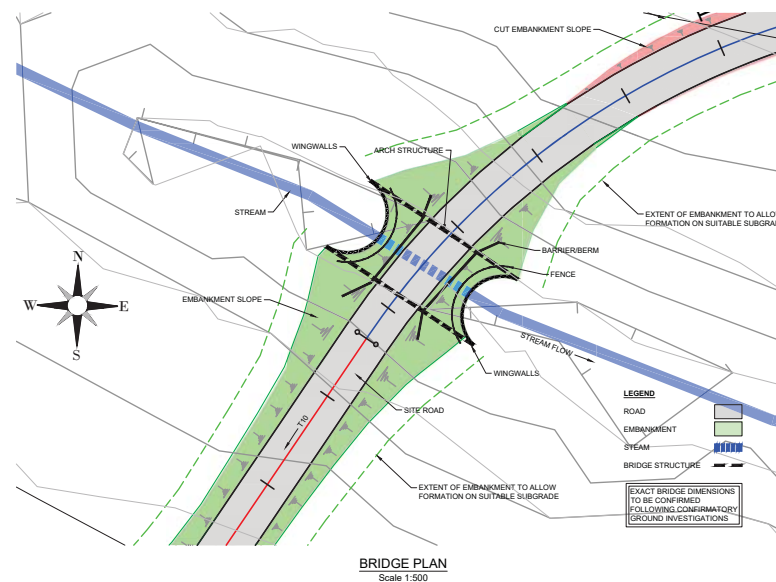 CUT EMBANKMENT SLOPE
WINGWALLS
ARCH STRUCTURE
STREAM
EXTENT OF EMBANKMENT TO ALLOW
FORMATION ON SUITABLE SUBGRA
BARRIER/BERM
FENCE
N
W
E
S
EMBANKMENT SLOPE
STREAM FLOW
WINGWALLS
SITE ROAD
T10
EXTENT OF EMBANKMENT TO ALLOW
FORMATION ON SUITABLE SUBGRADE
LEGEND
ROAD
EMBANKMENT
STEAM
BRIDGE STRUCTURE
EXACT BRIDGE DIMENSIONS
TO BE CONFIRMED
FOLLOWING CONFIRMATORY
GROUND INVESTIGATIONS
BRIDGE PLAN
Scale 1:500